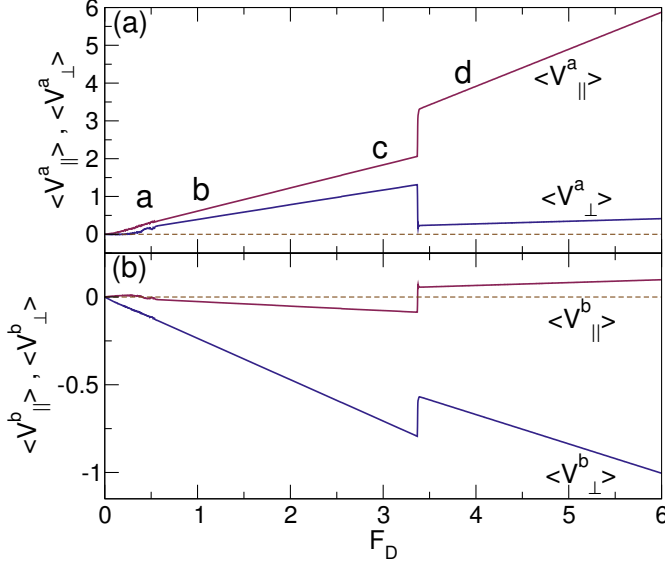 (a)
6
5
4
3
2
1
0
<V^a_||>, <V^a_⊥>
a
b
c
d
<V^a_||>
<V^a_⊥>
(b)
0
-0.5
-1
<V^b_||>, <V^b_⊥>
<V^b_||>
<V^b_⊥>
0 1 2 3 4 5 6
F_D